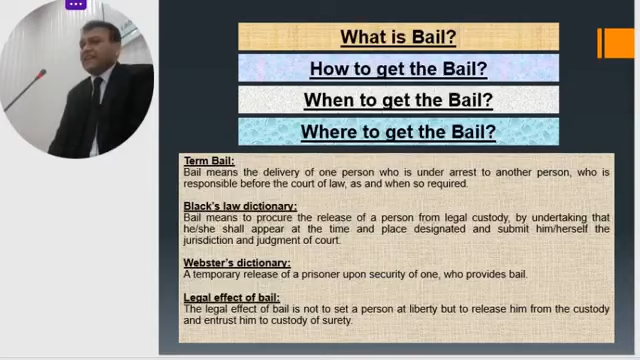 What is Bail?
How to get the Bail?
When to get the Bail?
Where to get the Bail?
Term Bail:
Bail means the delivery of one person who is under arrest to another person, who is
responsible before the court of law, as and when so required.
Black's law dictionary:
Bail means to procure the release of a person from legal custody, by undertaking that
he/she shall appear at the time and place designated and submit him/herself the
jurisdiction and judgment of court.
Webster's dictionary:
A temporary release of a prisoner upon security of one, who provides bail.
Legal effect of bail:
The legal effect of bail is not to set a person at liberty but to release him from the custody
and entrust him to custody of surety.